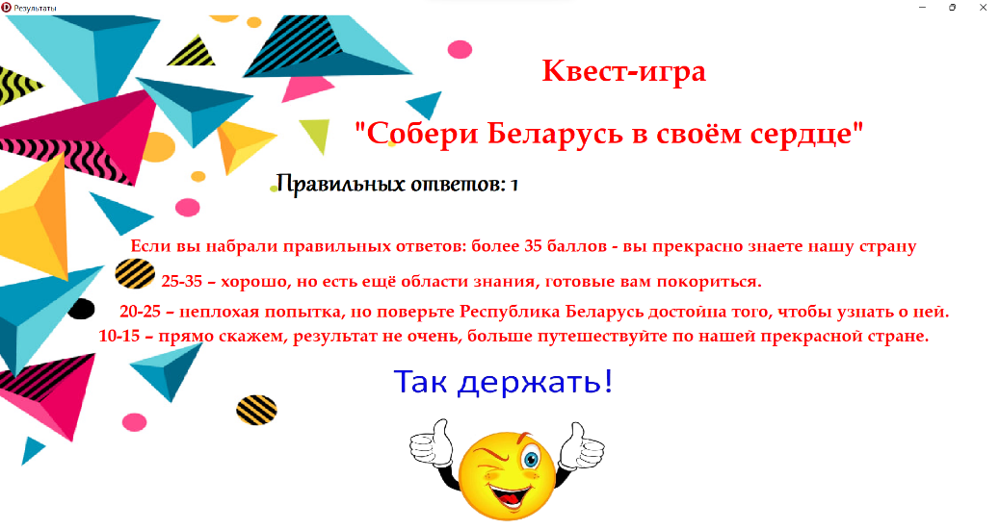 Результаты
Квест-игра
"Собери Беларусь в своём сердце"
Правильных ответов: 1
Если вы набрали правильных ответов: более 35 баллов - вы прекрасно знаете нашу страну
25-35 – хорошо, но есть ещё области знания, готовые вам покориться.
20-25 – неплохая попытка, но поверьте Республика Беларусь достойна того, чтобы узнать о ней.
10-15 – прямо скажем, результат не очень, больше путешествуйте по нашей прекрасной стране.
Так держать!